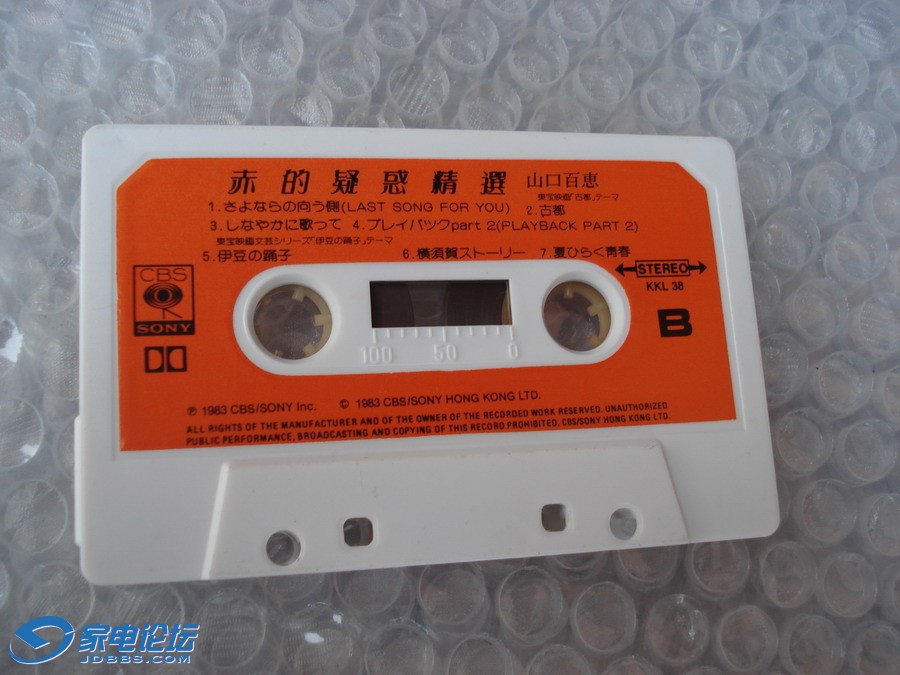 赤的疑惑精選 山口百恵
1.さよならの向う側(LAST SONG FOR YOU) 2.古都
東宝映画「古都」テーマ
3.しなやかに歌って 4.プレイバックpart 2(PLAYBACK PART 2)
東宝映画文芸シリーズ"伊豆の踊子"テーマ
5.伊豆の踊子 6.横須賀ストーリー 7.夏ひらく青春
CBS
SONY
STEREO
KKL 38
B
100 50 0
℗ 1983 CBS/SONY Inc. © 1983 CBS/SONY HONG KONG LTD.
ALL RIGHTS OF THE MANUFACTURER AND OF THE OWNER OF THE RECORDED WORK RESERVED. UNAUTHORIZED
PUBLIC PERFORMANCE, BROADCASTING AND COPYING OF THIS RECORD PROHIBITED. CBS/SONY HONG KONG LTD.
家电论坛
JDBBS.COM